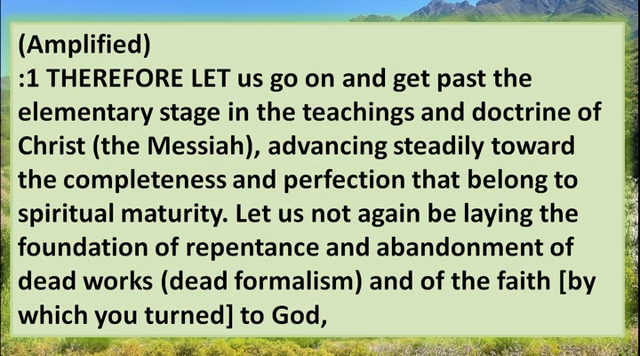 (Amplified)
:1 THEREFORE LET us go on and get past the
elementary stage in the teachings and doctrine of
Christ (the Messiah), advancing steadily toward
the completeness and perfection that belong to
spiritual maturity. Let us not again be laying the
foundation of repentance and abandonment of
dead works (dead formalism) and of the faith [by
which you turned] to God,